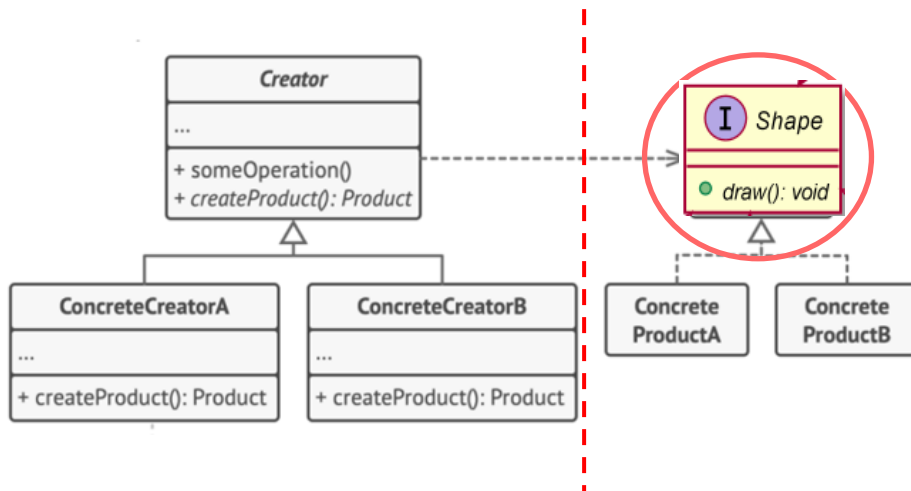 Creator
...
+ someOperation()
+ createProduct(): Product
ConcreteCreatorA
...
+ createProduct(): Product
ConcreteCreatorB
...
+ createProduct(): Product
I Shape
draw(): void
Concrete
ProductA
Concrete
ProductB